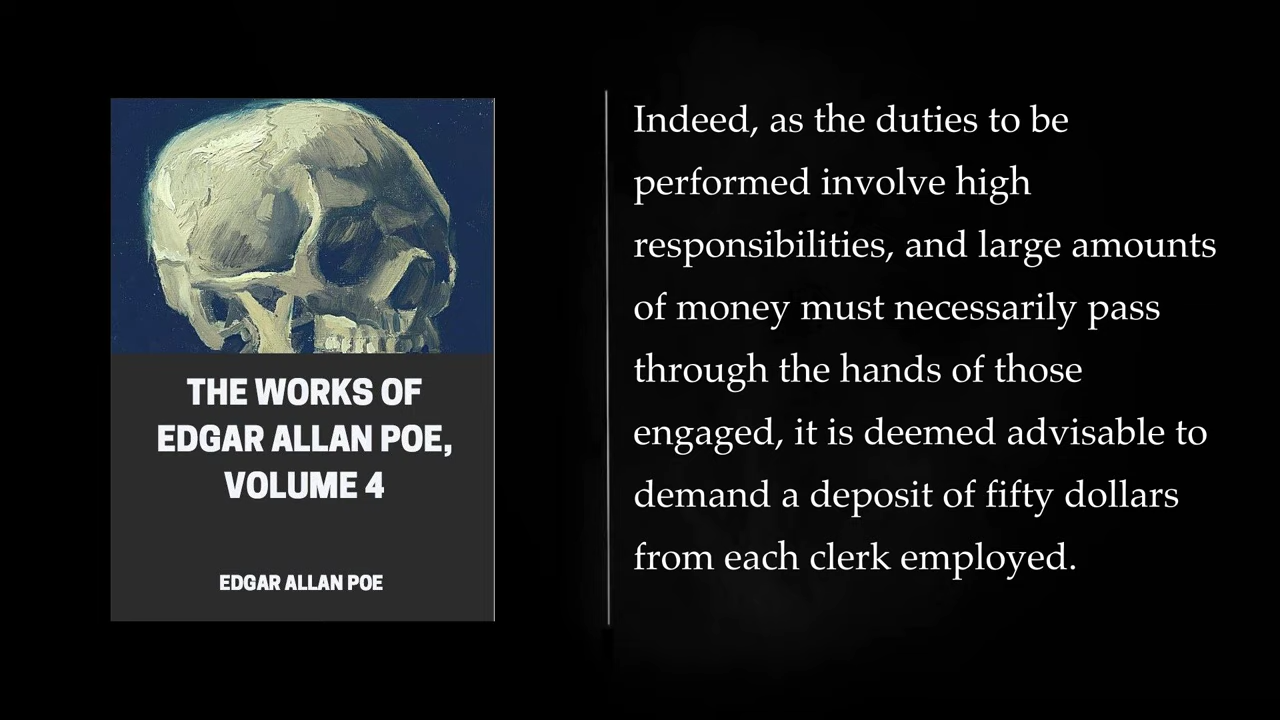 THE WORKS OF
EDGAR ALLAN POE,
VOLUME 4
EDGAR ALLAN POE
Indeed, as the duties to be
performed involve high
responsibilities, and large amounts
of money must necessarily pass
through the hands of those
engaged, it is deemed advisable to
demand a deposit of fifty dollars
from each clerk employed.